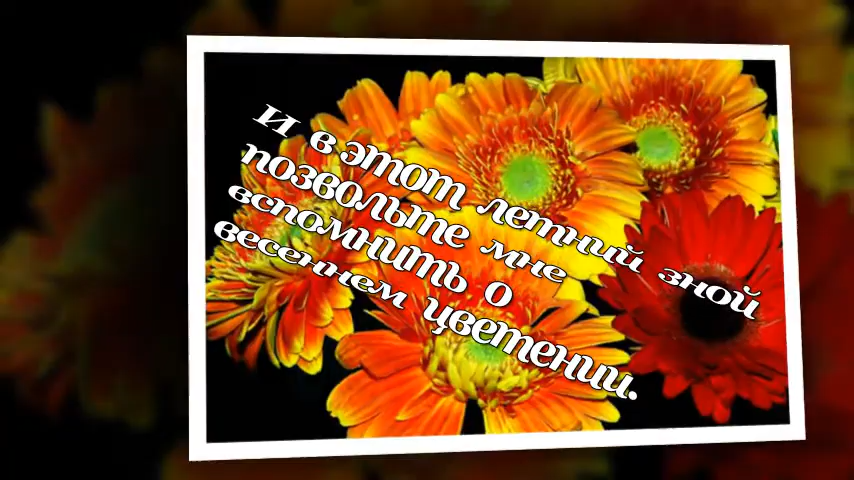 И в этот летний зной
позвольте мне
вспомнить о
весеннем цветении.